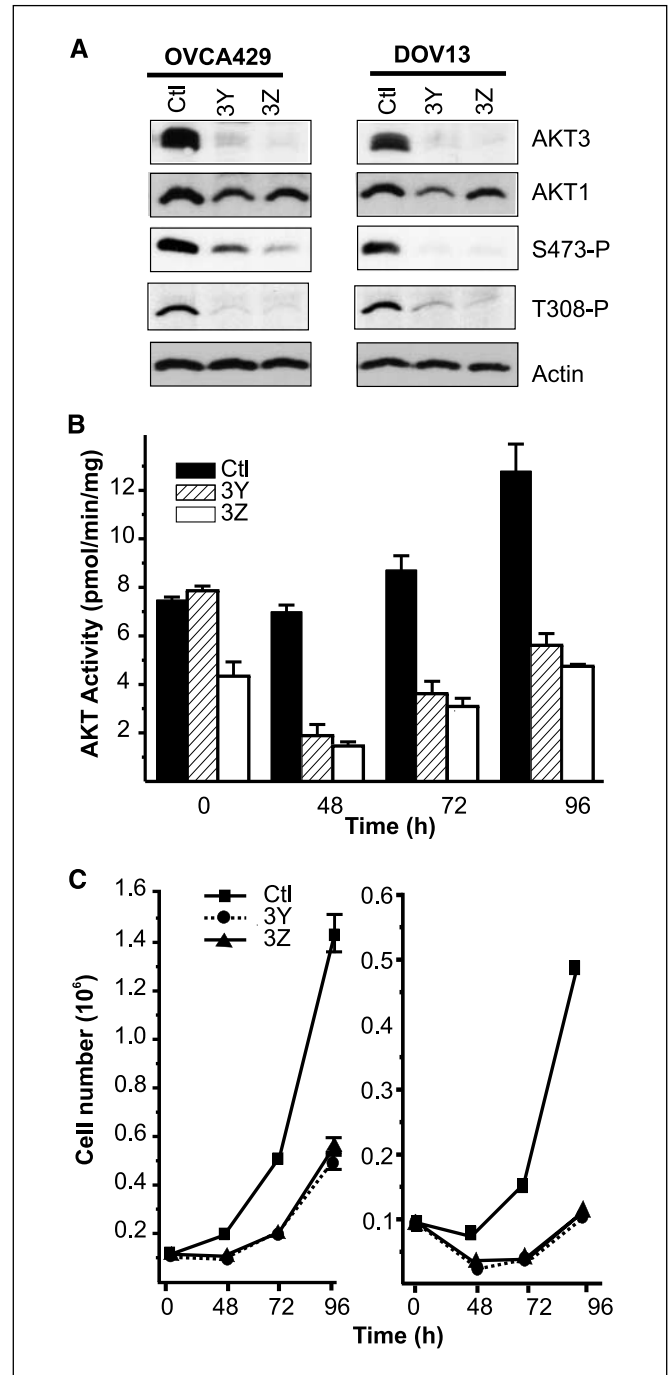 A
OVCA429
DOV13
Ctl 3Y 3Z
Ctl 3Y 3Z
AKT3
AKT1
S473-P
T308-P
Actin
B
AKT Activity (pmol/min/mg)
12
10
8
6
4
2
Ctl
3Y
3Z
0 48 72 96
Time (h)
C
Cell number (10⁶)
1.6
1.4
1.2
1.0
0.8
0.6
0.4
0.2
Ctl
3Y
3Z
0 48 72 96
0.6
0.5
0.4
0.3
0.2
0.1
0 48 72 96
Time (h)